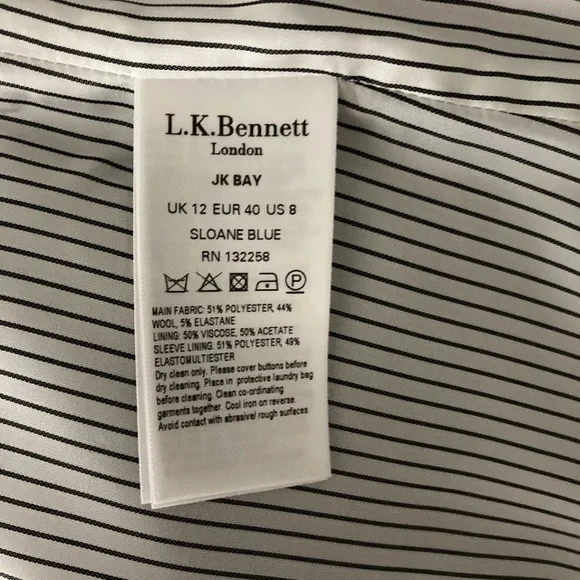 L.K.Bennett
London
JK BAY
UK 12 EUR 40 US 8
SLOANE BLUE
RN 132258
P
MAIN FABRIC: 51% POLYESTER, 44%
WOOL, 5% ELASTANE
LINING: 50% VISCOSE, 50% ACETATE
SLEEVE LINING: 51% POLYESTER, 49%
ELASTOMULTIESTER
Dry clean only. Please cover buttons before
dry cleaning. Place in protective laundry bag
before cleaning. Clean co-ordinating
garments together. Cool iron on reverse.
Avoid contact with abrasive/ rough surfaces